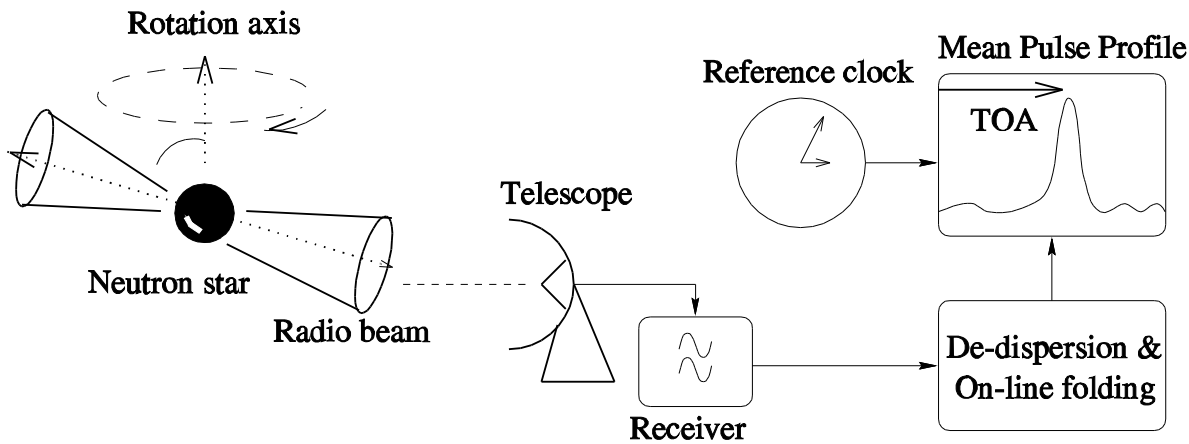 Rotation axis
Neutron star
Radio beam
Telescope
Receiver
Reference clock
Mean Pulse Profile
TOA
De-dispersion &
On-line folding